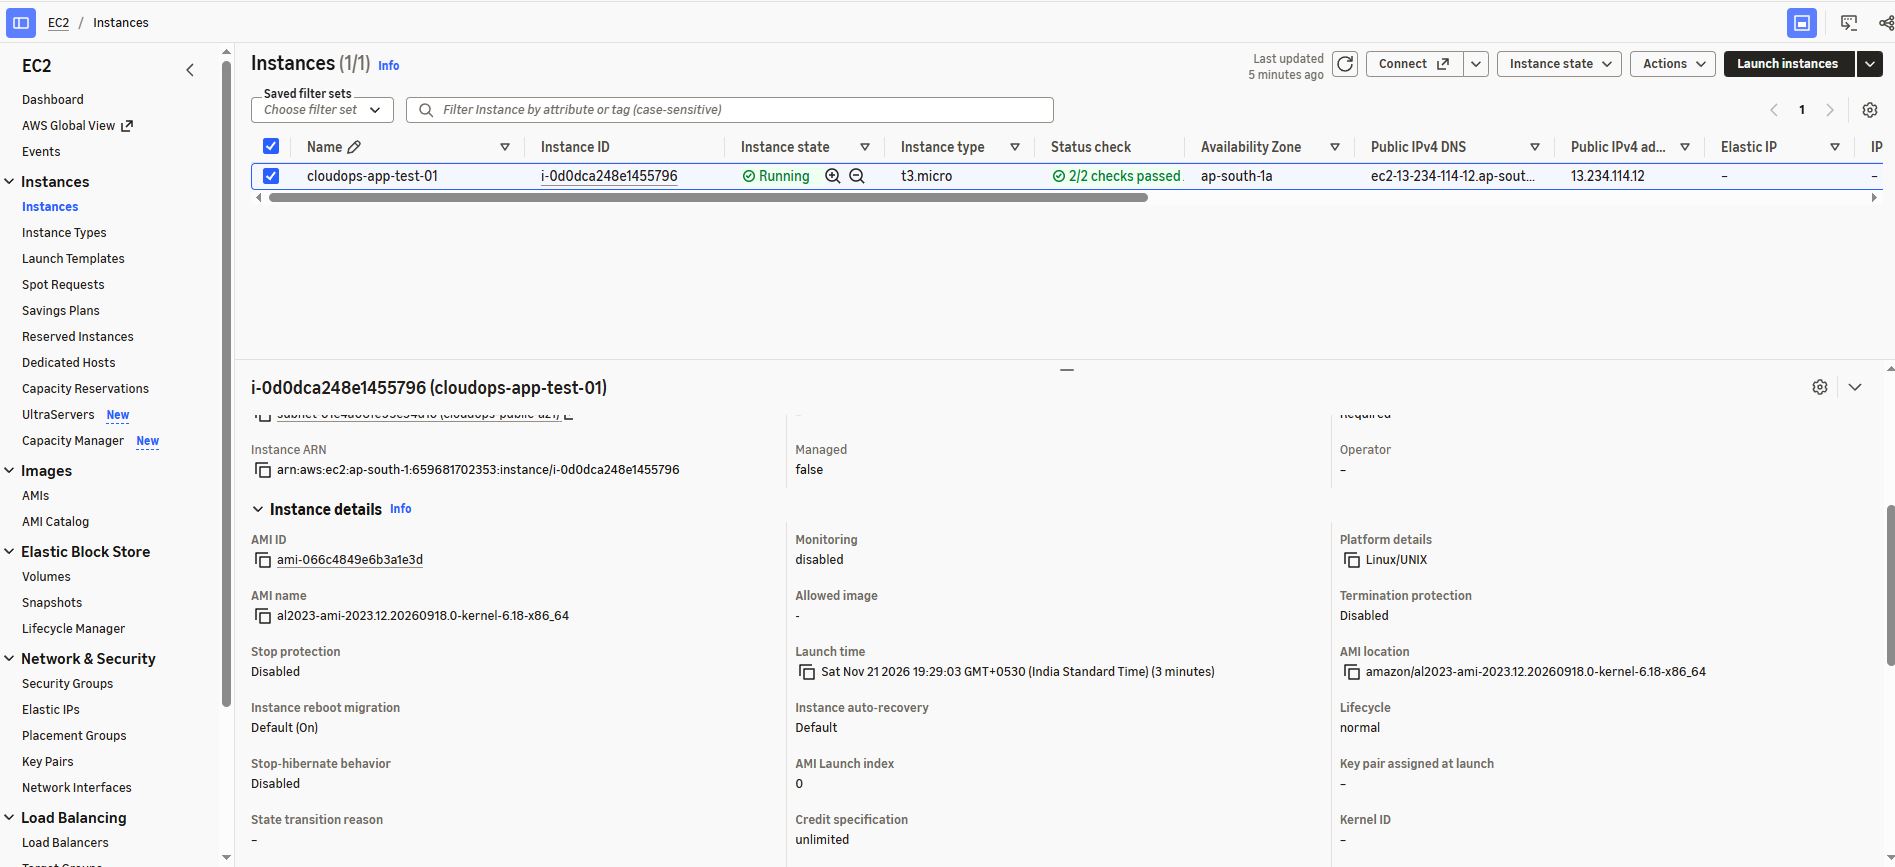 EC2 / Instances
EC2
Dashboard
AWS Global View
Events
Instances
Instances
Instance Types
Launch Templates
Spot Requests
Savings Plans
Reserved Instances
Dedicated Hosts
Capacity Reservations
UltraServers New
Capacity Manager New
Images
AMIs
AMI Catalog
Elastic Block Store
Volumes
Snapshots
Lifecycle Manager
Network & Security
Security Groups
Elastic IPs
Placement Groups
Key Pairs
Network Interfaces
Load Balancing
Load Balancers
Instances (1/1) Info
Last updated
5 minutes ago
Connect
Instance state
Actions
Launch instances
Saved filter sets
Choose filter set
Filter Instance by attribute or tag (case-sensitive)
1
Name Instance ID Instance state Instance type Status check Availability Zone Public IPv4 DNS Public IPv4 ad... Elastic IP IP
cloudops-app-test-01 i-0d0dca248e1455796 Running t3.micro 2/2 checks passed ap-south-1a ec2-13-234-114-12.ap-sout... 13.234.114.12 – –
i-0d0dca248e1455796 (cloudops-app-test-01)
Required
Instance ARN
arn:aws:ec2:ap-south-1:659681702353:instance/i-0d0dca248e1455796
Managed
false
Operator
–
Instance details Info
AMI ID
ami-066c4849e6b3a1e3d
Monitoring
disabled
Platform details
Linux/UNIX
AMI name
al2023-ami-2023.12.20260918.0-kernel-6.18-x86_64
Allowed image
-
Termination protection
Disabled
Stop protection
Disabled
Launch time
Sat Nov 21 2026 19:29:03 GMT+0530 (India Standard Time) (3 minutes)
AMI location
amazon/al2023-ami-2023.12.20260918.0-kernel-6.18-x86_64
Instance reboot migration
Default (On)
Instance auto-recovery
Default
Lifecycle
normal
Stop-hibernate behavior
Disabled
AMI Launch index
0
Key pair assigned at launch
–
State transition reason
–
Credit specification
unlimited
Kernel ID
–